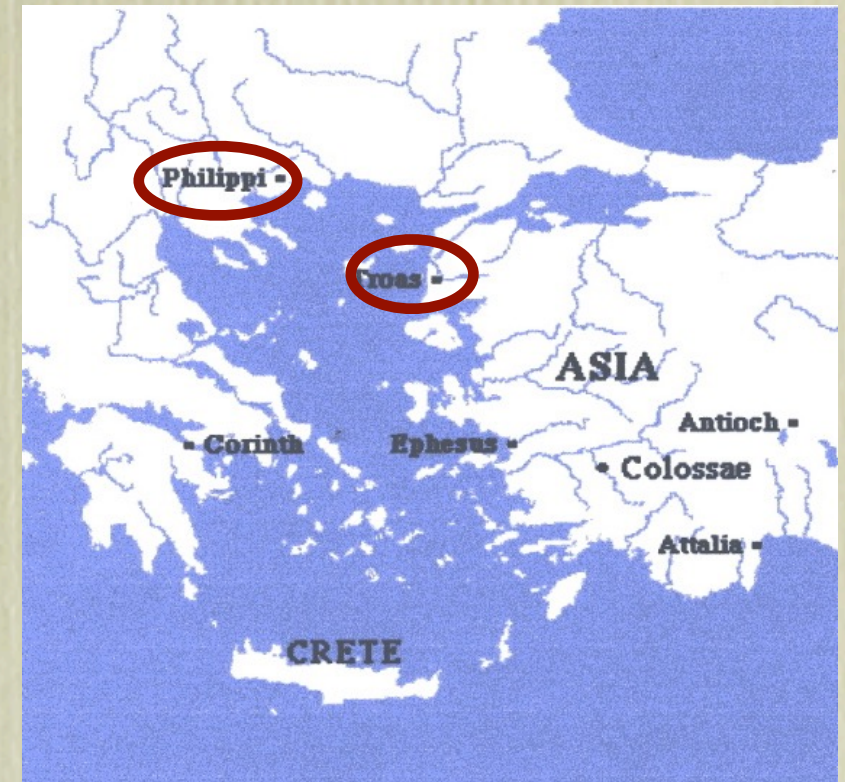 Philippi
Troas
ASIA
Antioch
Corinth
Ephesus
Colossae
Attalia
CRETE